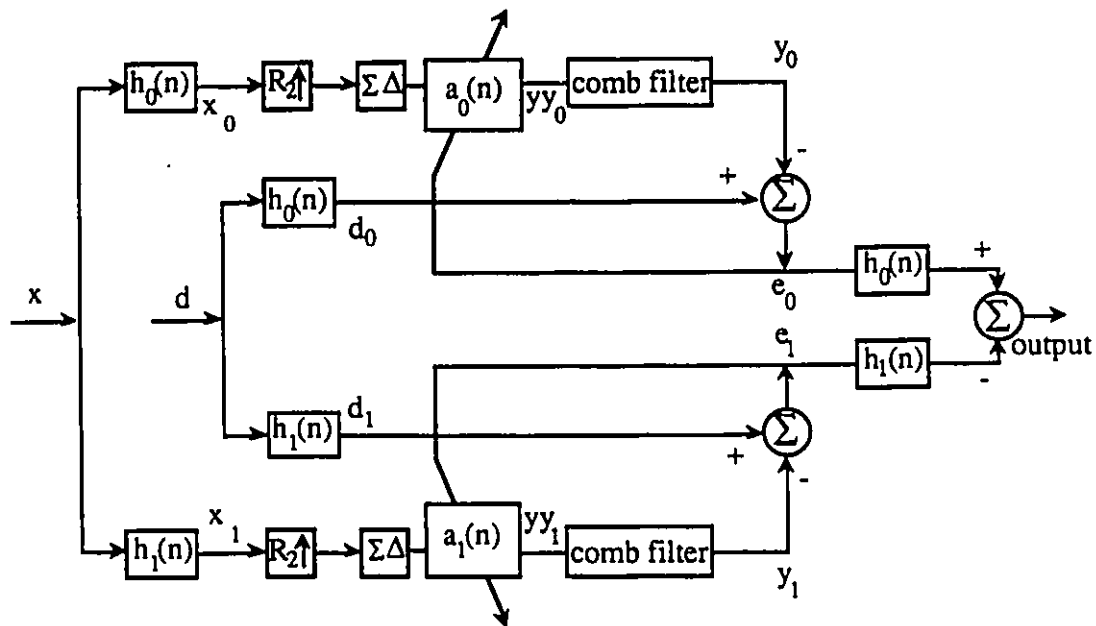 y₀
h₀(n)
x₀
R₂↑
Σ Δ
a₀(n)
yy₀
comb filter
-
h₀(n)
d₀
+
Σ
x
d
e₀
h₀(n)
+
Σ
output
e₁
h₁(n)
-
h₁(n)
d₁
+
Σ
-
h₁(n)
x₁
R₂↑
ΣΔ
a₁(n)
yy₁
comb filter
y₁